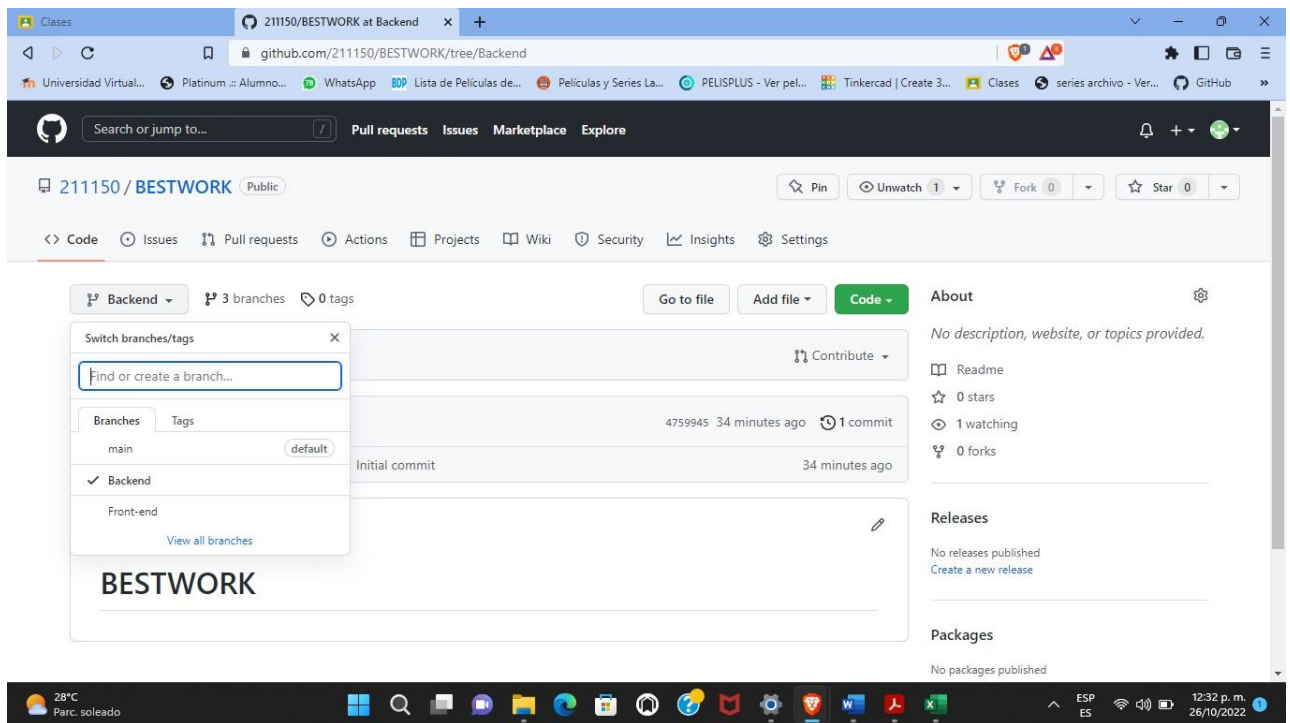 Clases
211150/BESTWORK at Backend
github.com/211150/BESTWORK/tree/Backend
Universidad Virtual... Platinum .:: Alumno... WhatsApp BDP Lista de Películas de... Películas y Series La... PELISPLUS - Ver pel... Tinkercad | Create 3... Clases series archivo - Ver... GitHub »
Search or jump to... / Pull requests Issues Marketplace Explore
211150 / BESTWORK Public
Pin Unwatch 1 Fork 0 Star 0
<> Code Issues Pull requests Actions Projects Wiki Security Insights Settings
Backend 3 branches 0 tags Go to file Add file Code
Switch branches/tags
Find or create a branch...
Branches Tags
main default
Backend
Front-end
View all branches
Contribute
4759945 34 minutes ago 1 commit
Initial commit 34 minutes ago
BESTWORK
About
No description, website, or topics provided.
Readme
0 stars
1 watching
0 forks
Releases
No releases published
Create a new release
Packages
No packages published
28°C
Parc. soleado
ESP
ES
12:32 p. m.
26/10/2022
1